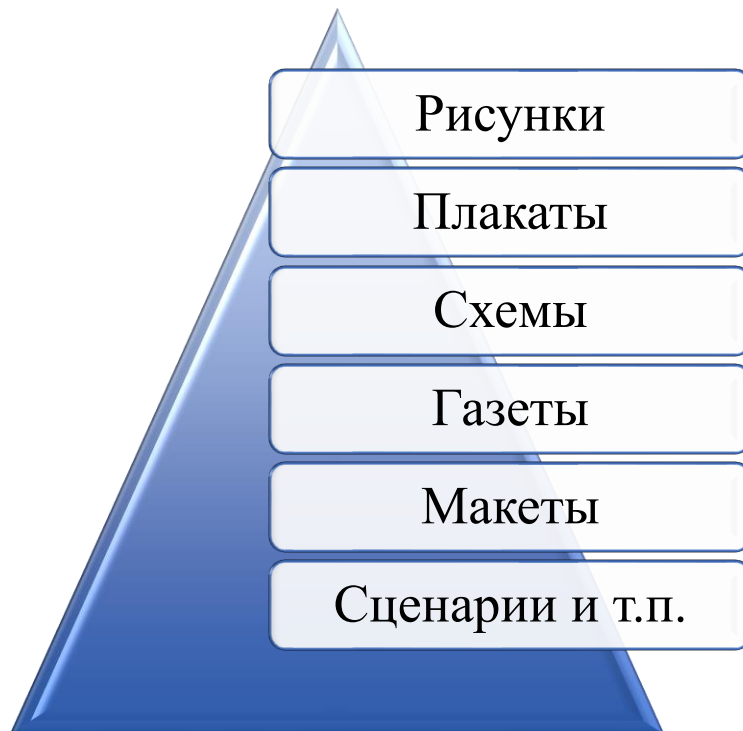 Рисунки
Плакаты
Схемы
Газеты
Макеты
Сценарии и т.п.